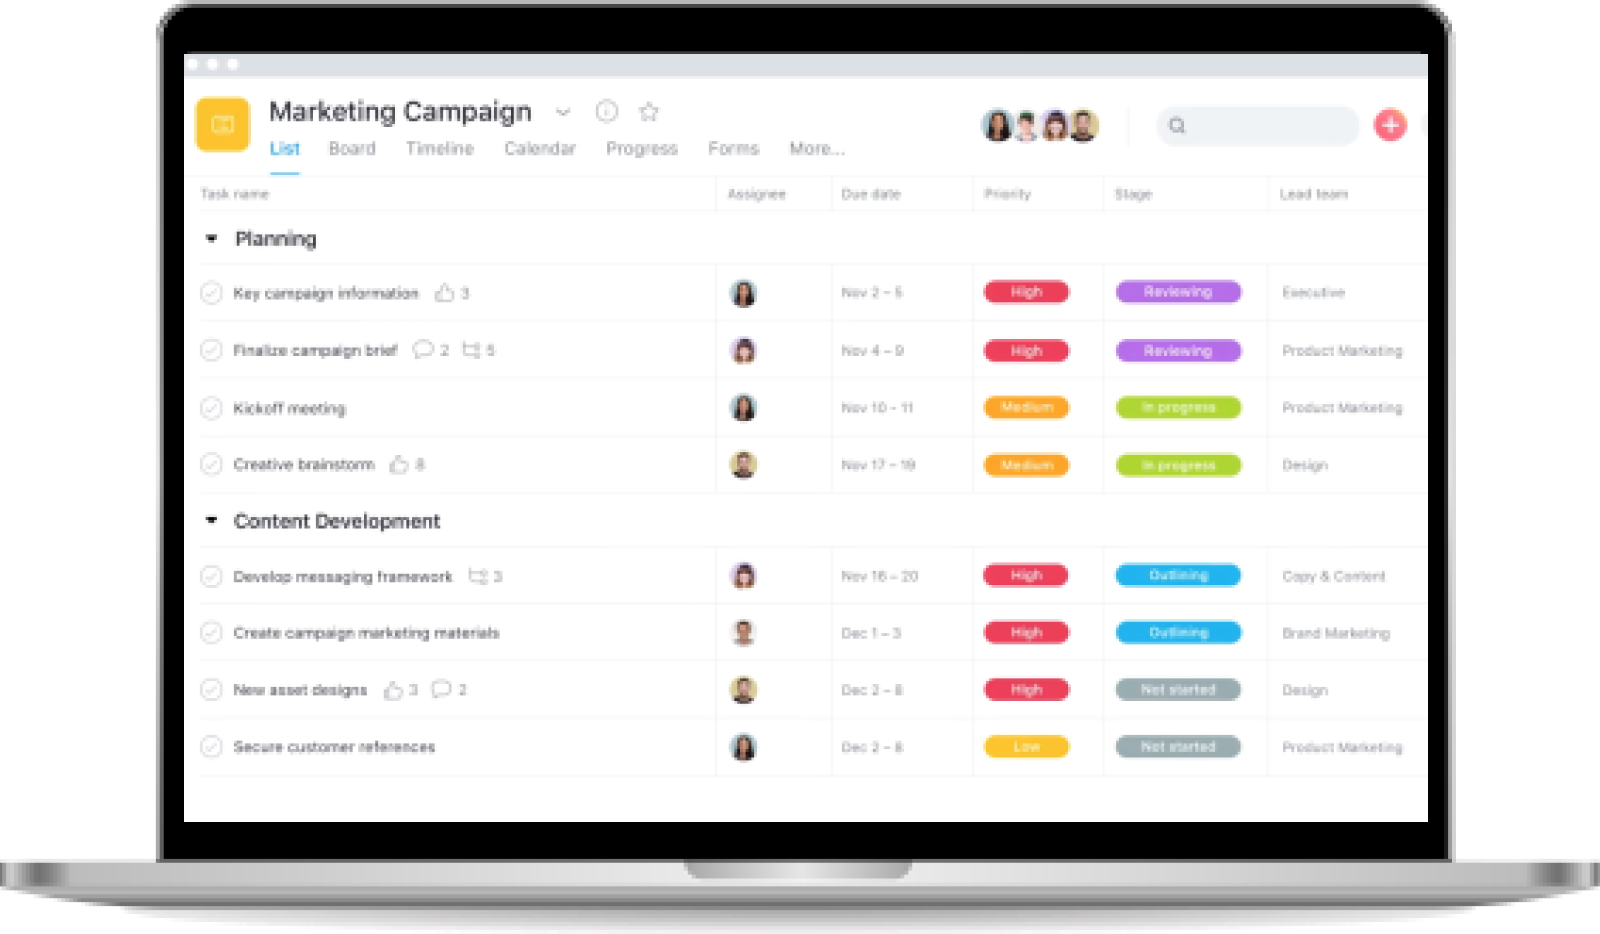 Marketing Campaign
List Board Timeline Calendar Progress Forms More...
Task name Assignee Due date Priority Stage Lead team
Planning
Key campaign information 3 Nov 2 – 5 High Reviewing Executive
Finalize campaign brief 2 5 Nov 4 – 9 High Reviewing Product Marketing
Kickoff meeting Nov 10 – 11 Medium In progress Product Marketing
Creative brainstorm 8 Nov 17 – 19 Medium In progress Design
Content Development
Develop messaging framework 3 Nov 16 – 20 High Outlining Copy & Content
Create campaign marketing materials Dec 1 – 3 High Outlining Brand Marketing
New asset designs 3 2 Dec 2 – 8 High Not started Design
Secure customer references Dec 2 – 8 Low Not started Product Marketing